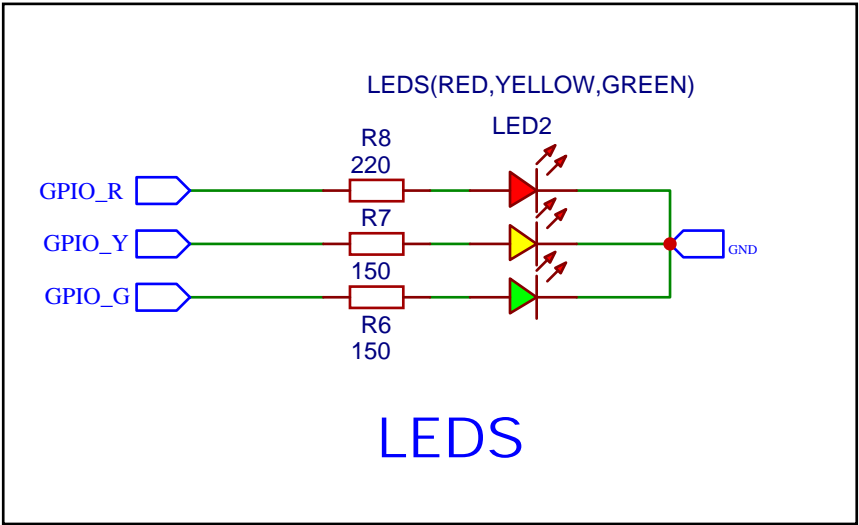 LEDS(RED,YELLOW,GREEN)
LED2
R8
220
GPIO_R
R7
GPIO_Y
GND
150
GPIO_G
R6
150
LEDS